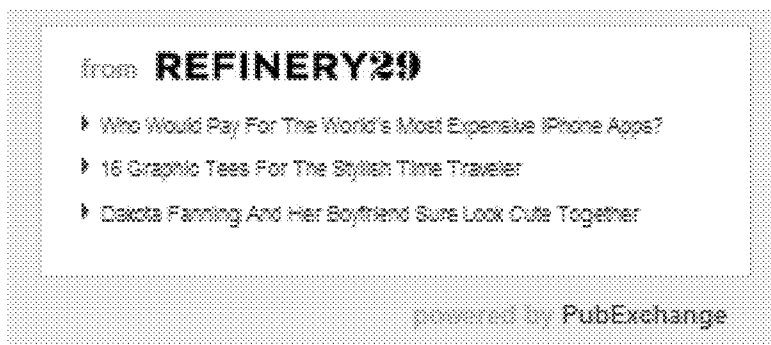 from REFINERY29
Who Would Pay For The World's Most Expensive iPhone Apps?
16 Graphic Tees For The Stylish Time Traveler
Dakota Fanning And Her Boyfriend Sure Look Cute Together
powered by PubExchange